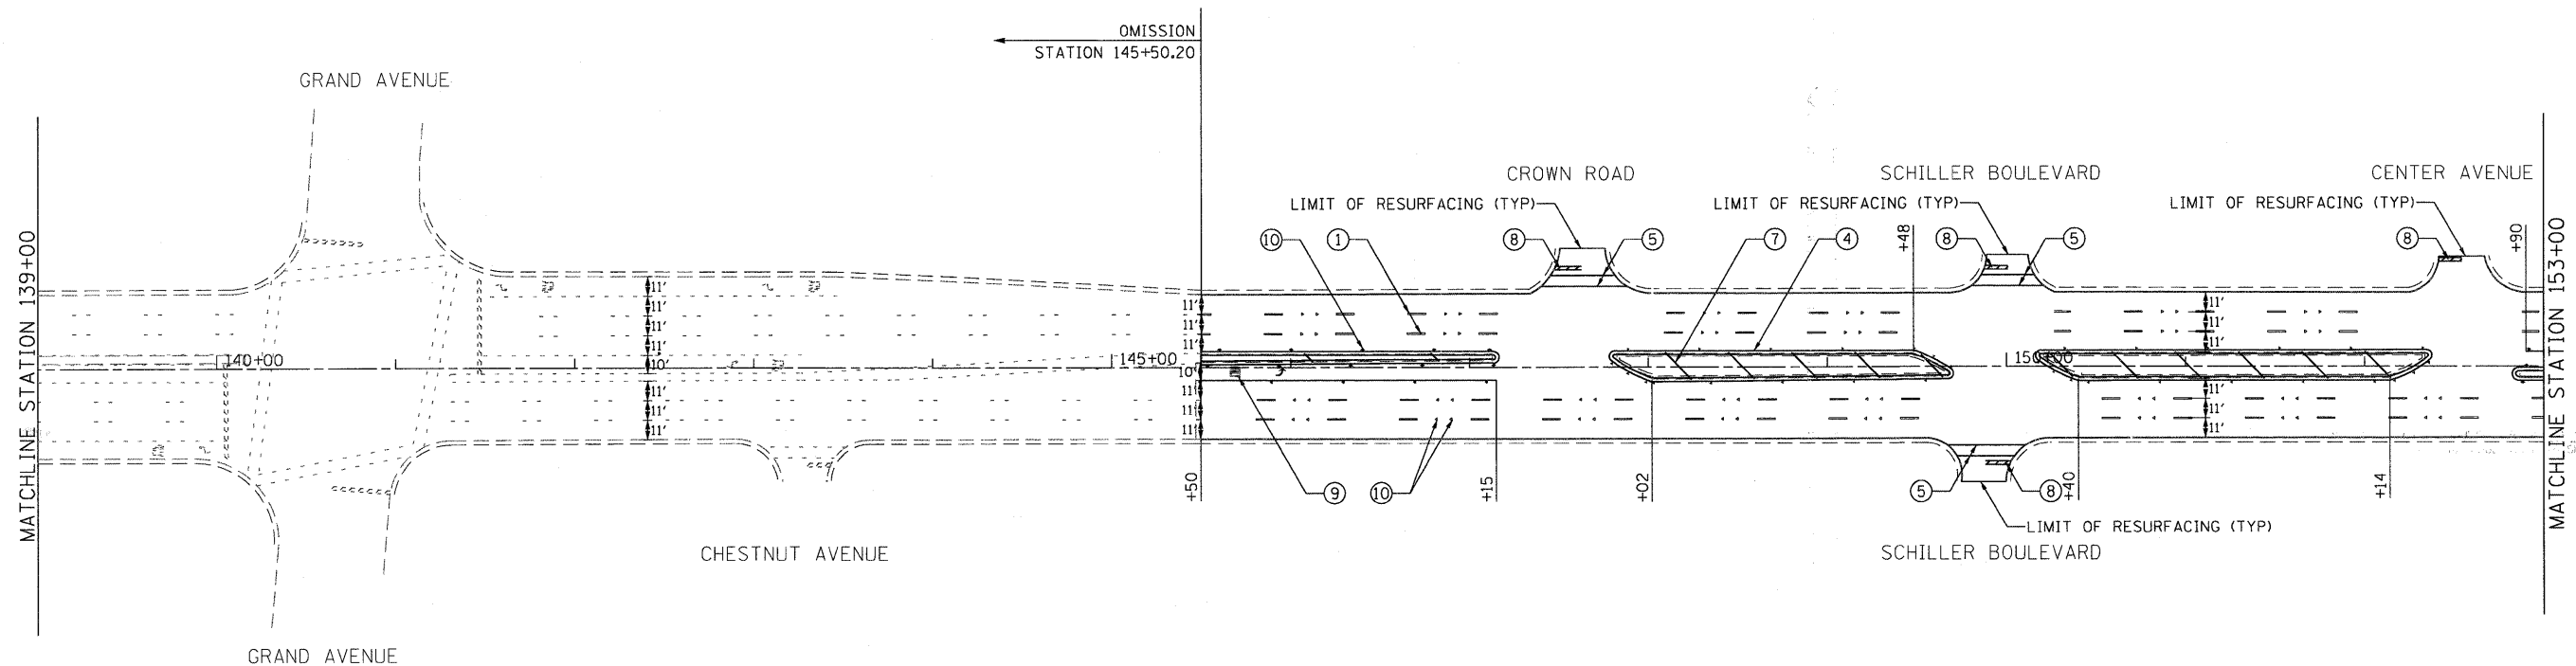 OMISSION
STATION 145+50.20
GRAND AVENUE
CROWN ROAD
SCHILLER BOULEVARD
CENTER AVENUE
LIMIT OF RESURFACING (TYP)
LIMIT OF RESURFACING (TYP)
LIMIT OF RESURFACING (TYP)
10
1
8
5
7
4
+48
8
5
8
+90
MATCHLINE STATION 139+00
11'
11'
11'
11'
10'
11'
11'
11'
11'
11'
11'
10'
11'
11'
11'
11'
11'
11'
11'
11'
11'
140+00
145+00
150+00
MATCHLINE STATION 153+00
+50
9
10
+15
+02
5
8
+40
+14
LIMIT OF RESURFACING (TYP)
CHESTNUT AVENUE
SCHILLER BOULEVARD
GRAND AVENUE